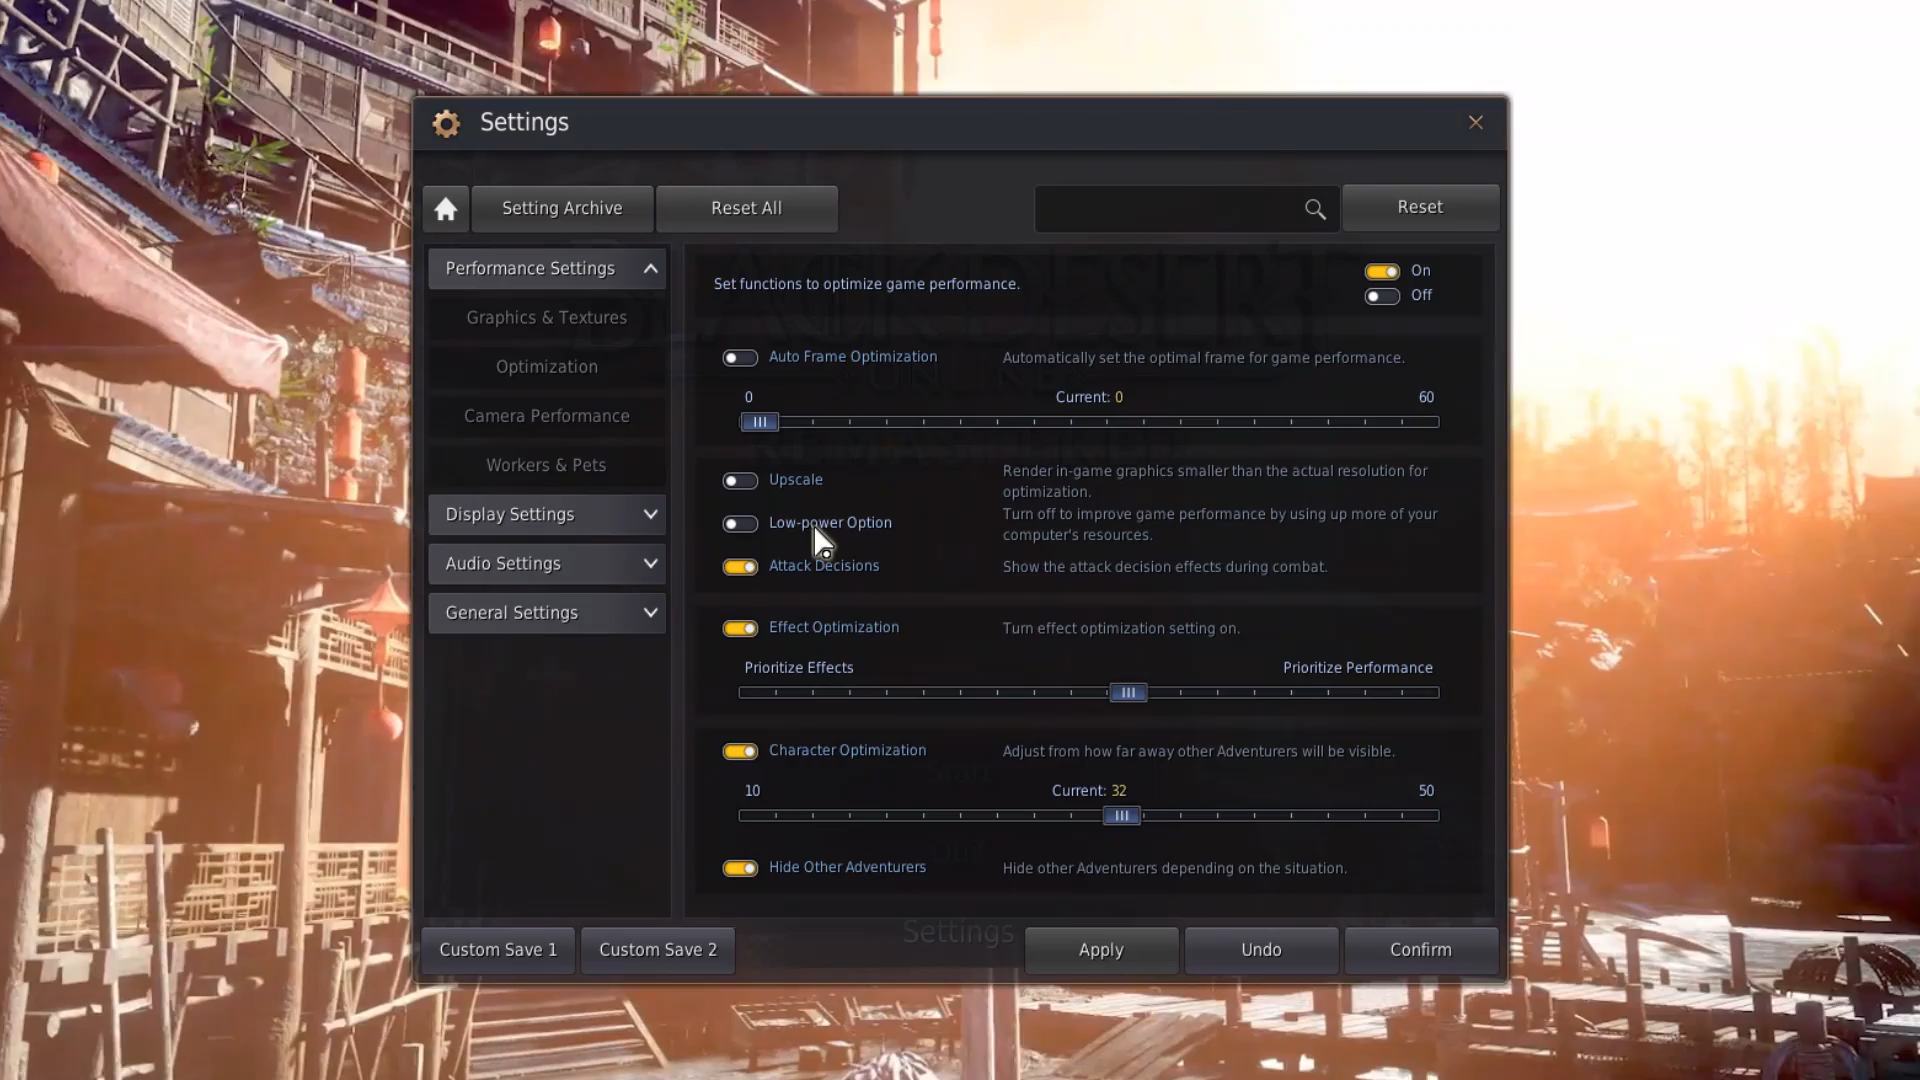 Settings
Setting Archive
Reset All
Reset
Performance Settings
Graphics & Textures
Optimization
Camera Performance
Workers & Pets
Display Settings
Audio Settings
General Settings
Set functions to optimize game performance.
On
Off
Auto Frame Optimization
Automatically set the optimal frame for game performance.
0
Current: 0
60
Upscale
Render in-game graphics smaller than the actual resolution for
optimization.
Low-power Option
Turn off to improve game performance by using up more of your
computer's resources.
Attack Decisions
Show the attack decision effects during combat.
Effect Optimization
Turn effect optimization setting on.
Prioritize Effects
Prioritize Performance
Character Optimization
Adjust from how far away other Adventurers will be visible.
10
Current: 32
50
Hide Other Adventurers
Hide other Adventurers depending on the situation.
Settings
Custom Save 1
Custom Save 2
Apply
Undo
Confirm